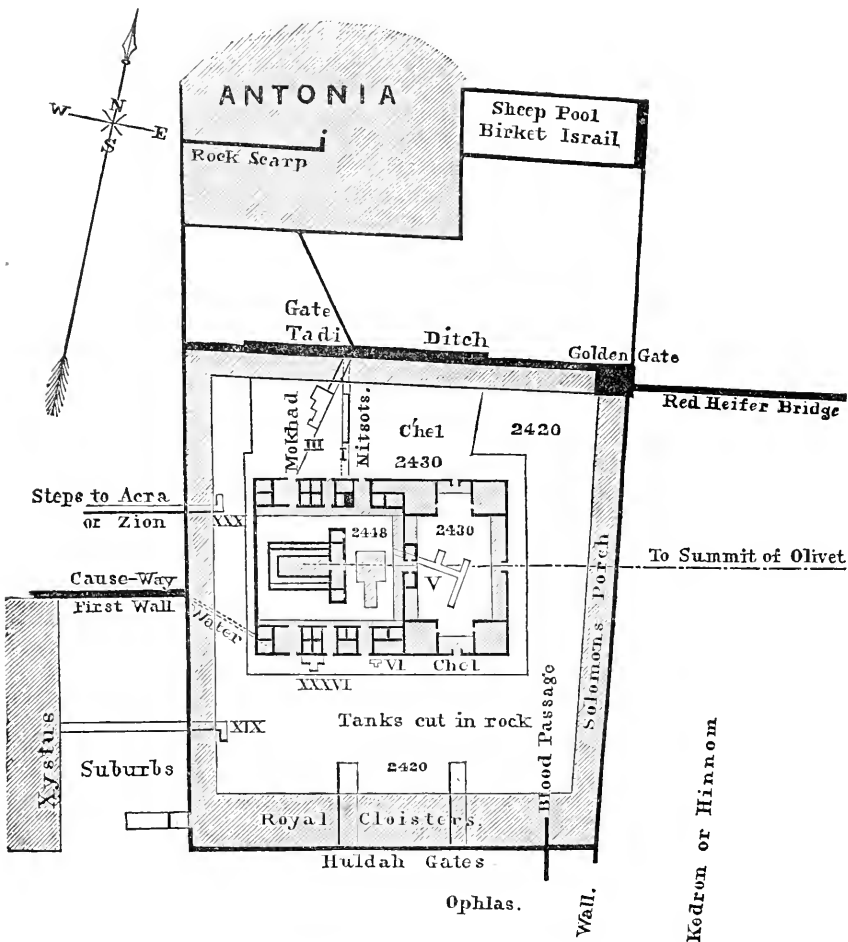 ANTONIA
Sheep Pool
Birket Israil
N
W. E
S
Rock Scarp
Gate
Tadi
Ditch
Golden Gate
Red Heifer Bridge
Mokhad
III
I
Nitsots.
C'hel
2430
2420
Steps to Acra
or Zion
XXX
2448
2430
To Summit of Olivet
V
Cause-Way
First Wall
Water
Solomons Porch
VI
Chel
XXXVI
Blood Passage
XIX
Tanks cut in rock
Xystus
Suburbs
2420
Royal Cloisters.
Huldah Gates
Ophlas.
Wall.
Kedron or Hinnom